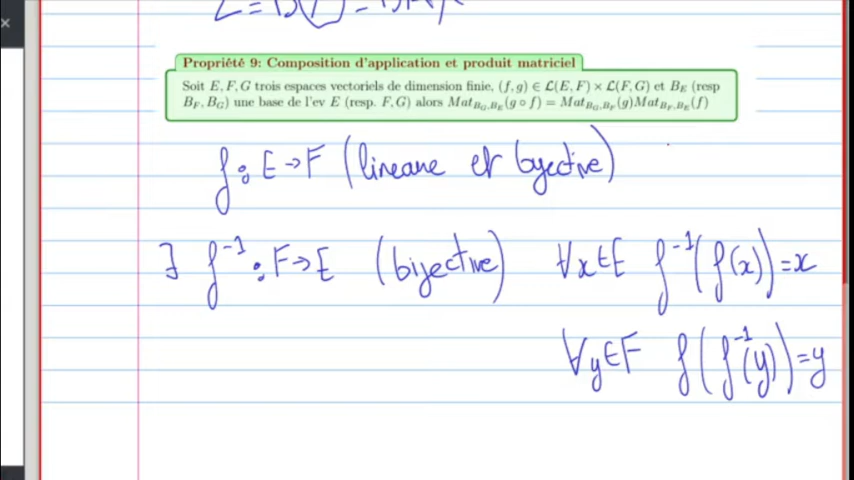 Propriété 9: Composition d'application et produit matriciel
Soit E, F, G trois espaces vectoriels de dimension finie, (f, g) ∈ L(E, F) × L(F, G) et B_E (resp
B_F, B_G) une base de l'ev E (resp. F, G) alors Mat_{B_G,B_E}(g ∘ f) = Mat_{B_G,B_F}(g)Mat_{B_F,B_E}(f)
f : E → F (lineaire et bijective)
∃ f^{-1} : F → E (bijective) ∀x ∈ E f^{-1}(f(x)) = x
∀y ∈ F f(f^{-1}(y)) = y